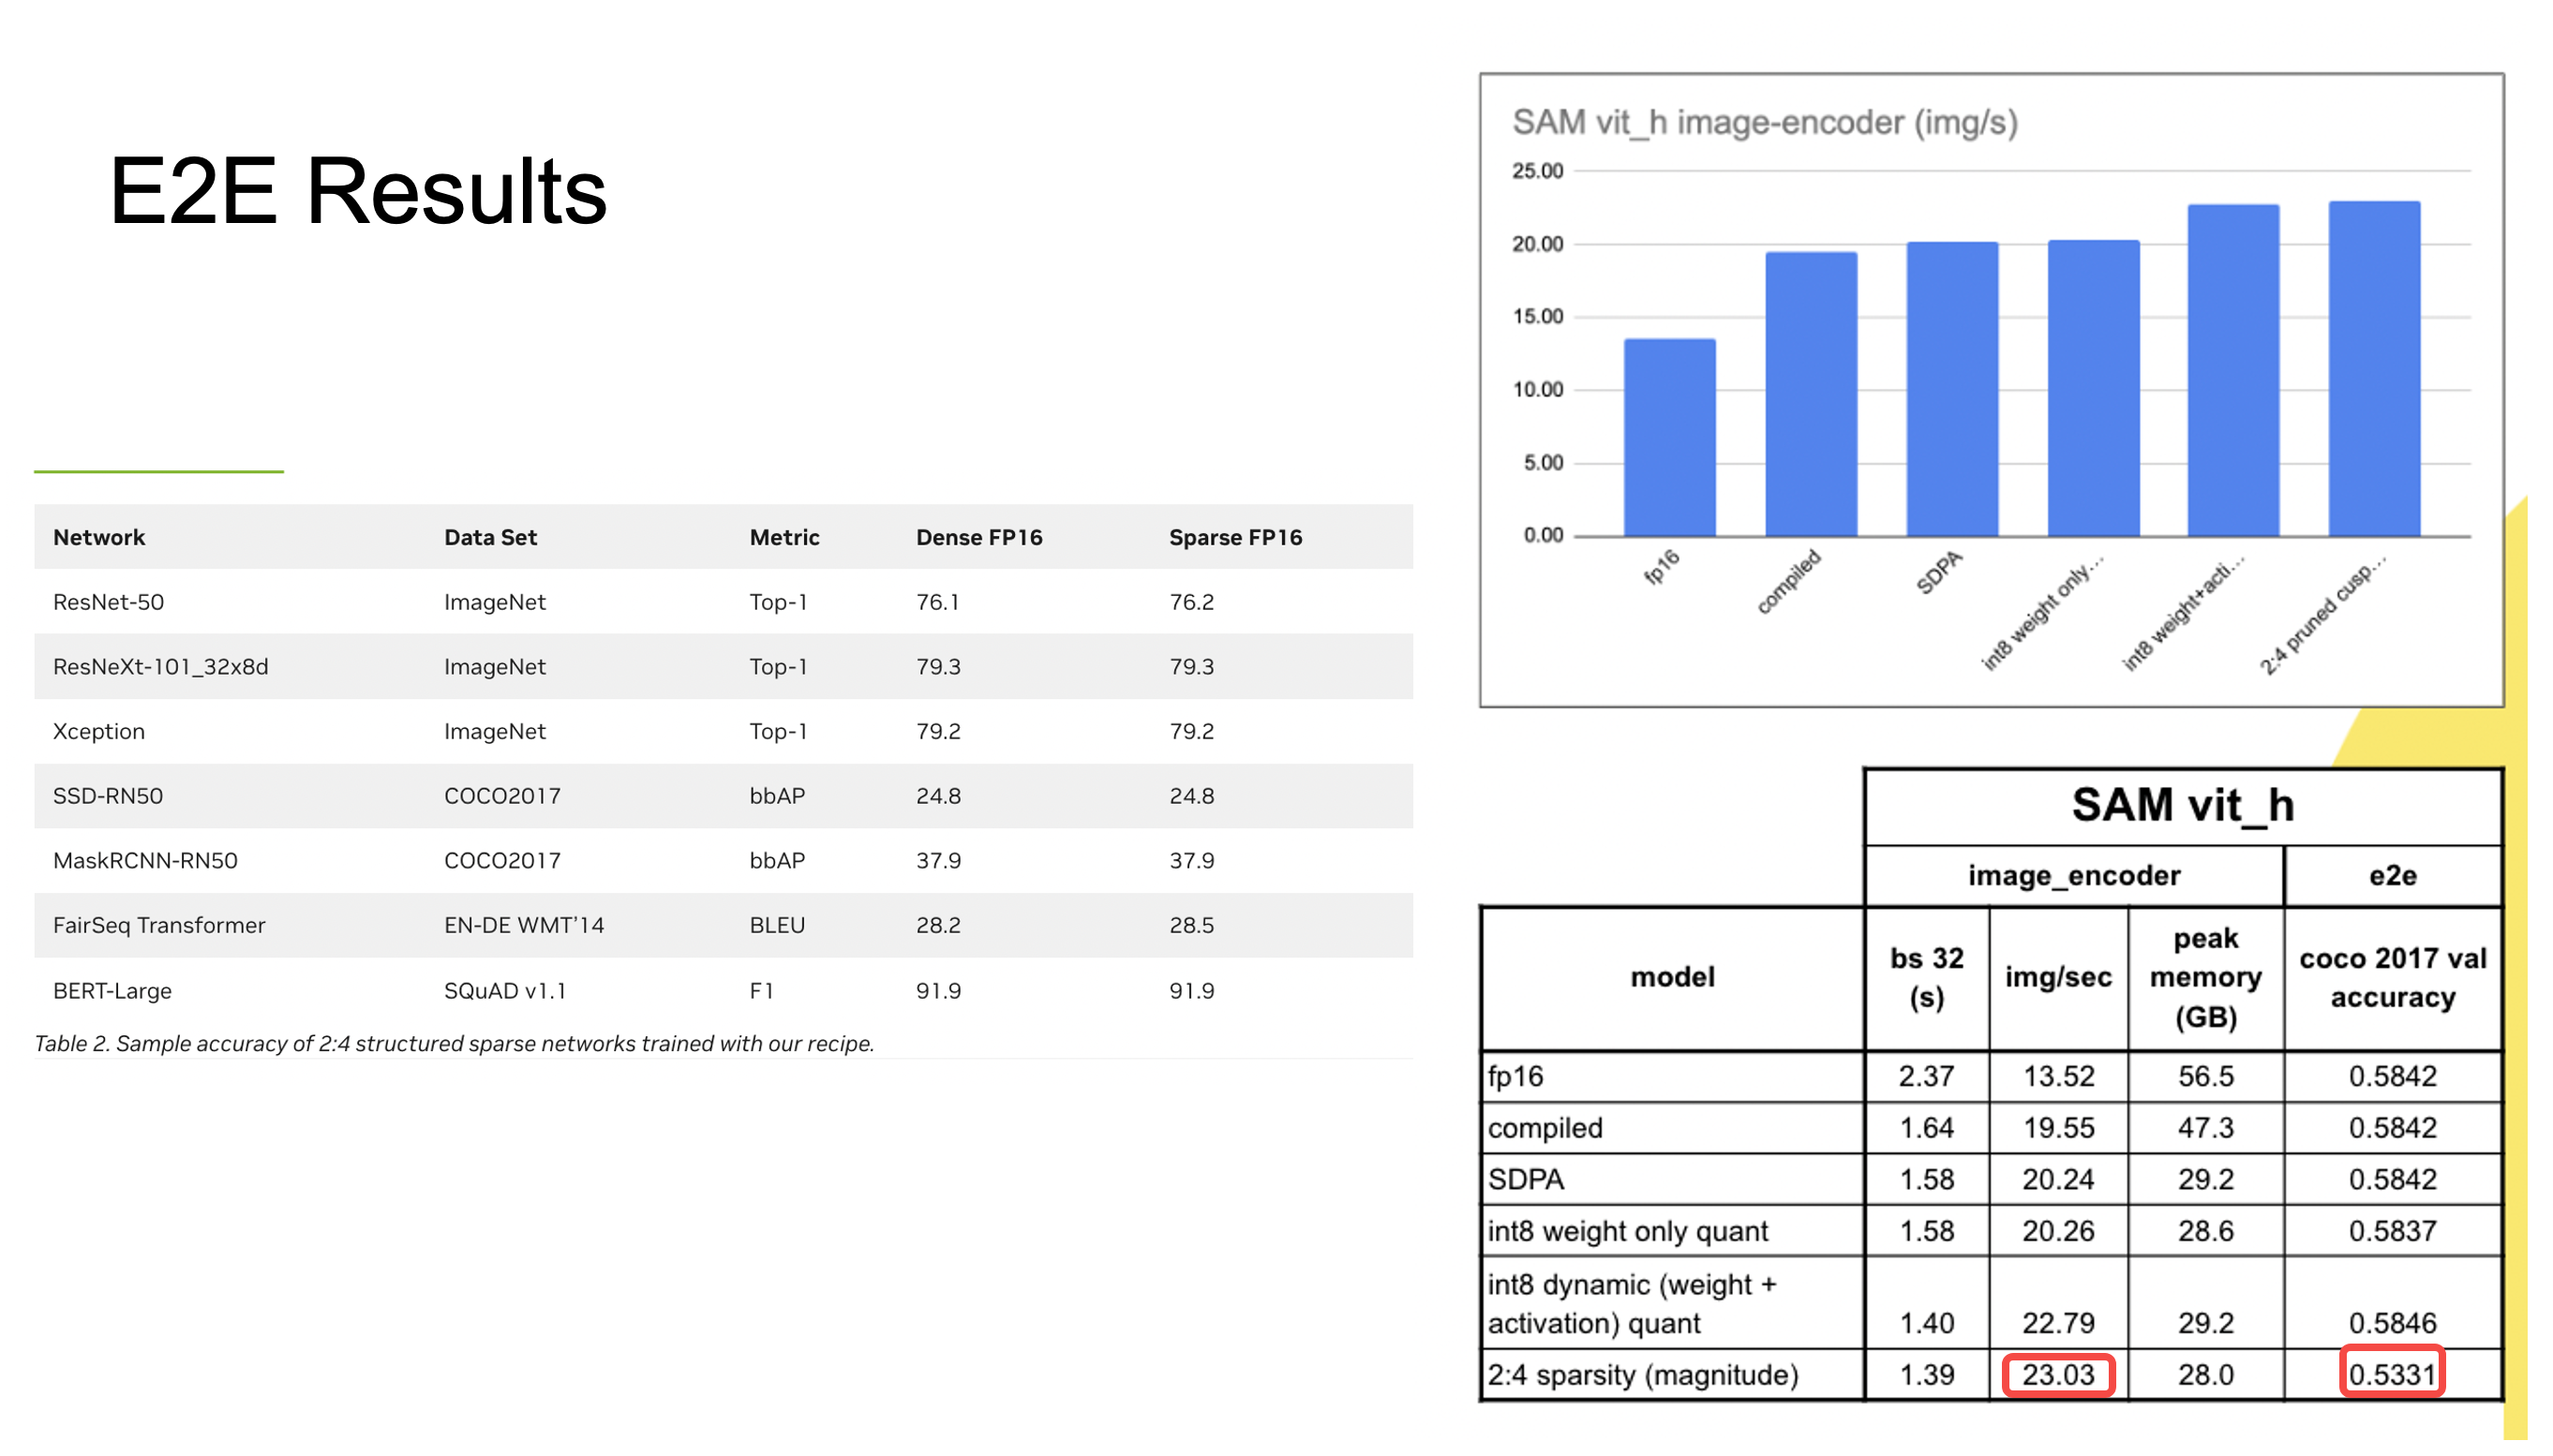 E2E Results
Network Data Set Metric Dense FP16 Sparse FP16
ResNet-50 ImageNet Top-1 76.1 76.2
ResNeXt-101_32x8d ImageNet Top-1 79.3 79.3
Xception ImageNet Top-1 79.2 79.2
SSD-RN50 COCO2017 bbAP 24.8 24.8
MaskRCNN-RN50 COCO2017 bbAP 37.9 37.9
FairSeq Transformer EN-DE WMT’14 BLEU 28.2 28.5
BERT-Large SQuAD v1.1 F1 91.9 91.9
Table 2. Sample accuracy of 2:4 structured sparse networks trained with our recipe.
SAM vit_h image-encoder (img/s)
25.00
20.00
15.00
10.00
5.00
0.00
fp16
compiled
SDPA
int8 weight only...
int8 weight+acti...
2:4 pruned cusp...
SAM vit_h
image_encoder e2e
model
bs 32
(s)
img/sec
peak
memory
(GB)
coco 2017 val
accuracy
fp16 2.37 13.52 56.5 0.5842
compiled 1.64 19.55 47.3 0.5842
SDPA 1.58 20.24 29.2 0.5842
int8 weight only quant 1.58 20.26 28.6 0.5837
int8 dynamic (weight +
activation) quant 1.40 22.79 29.2 0.5846
2:4 sparsity (magnitude) 1.39 23.03 28.0 0.5331